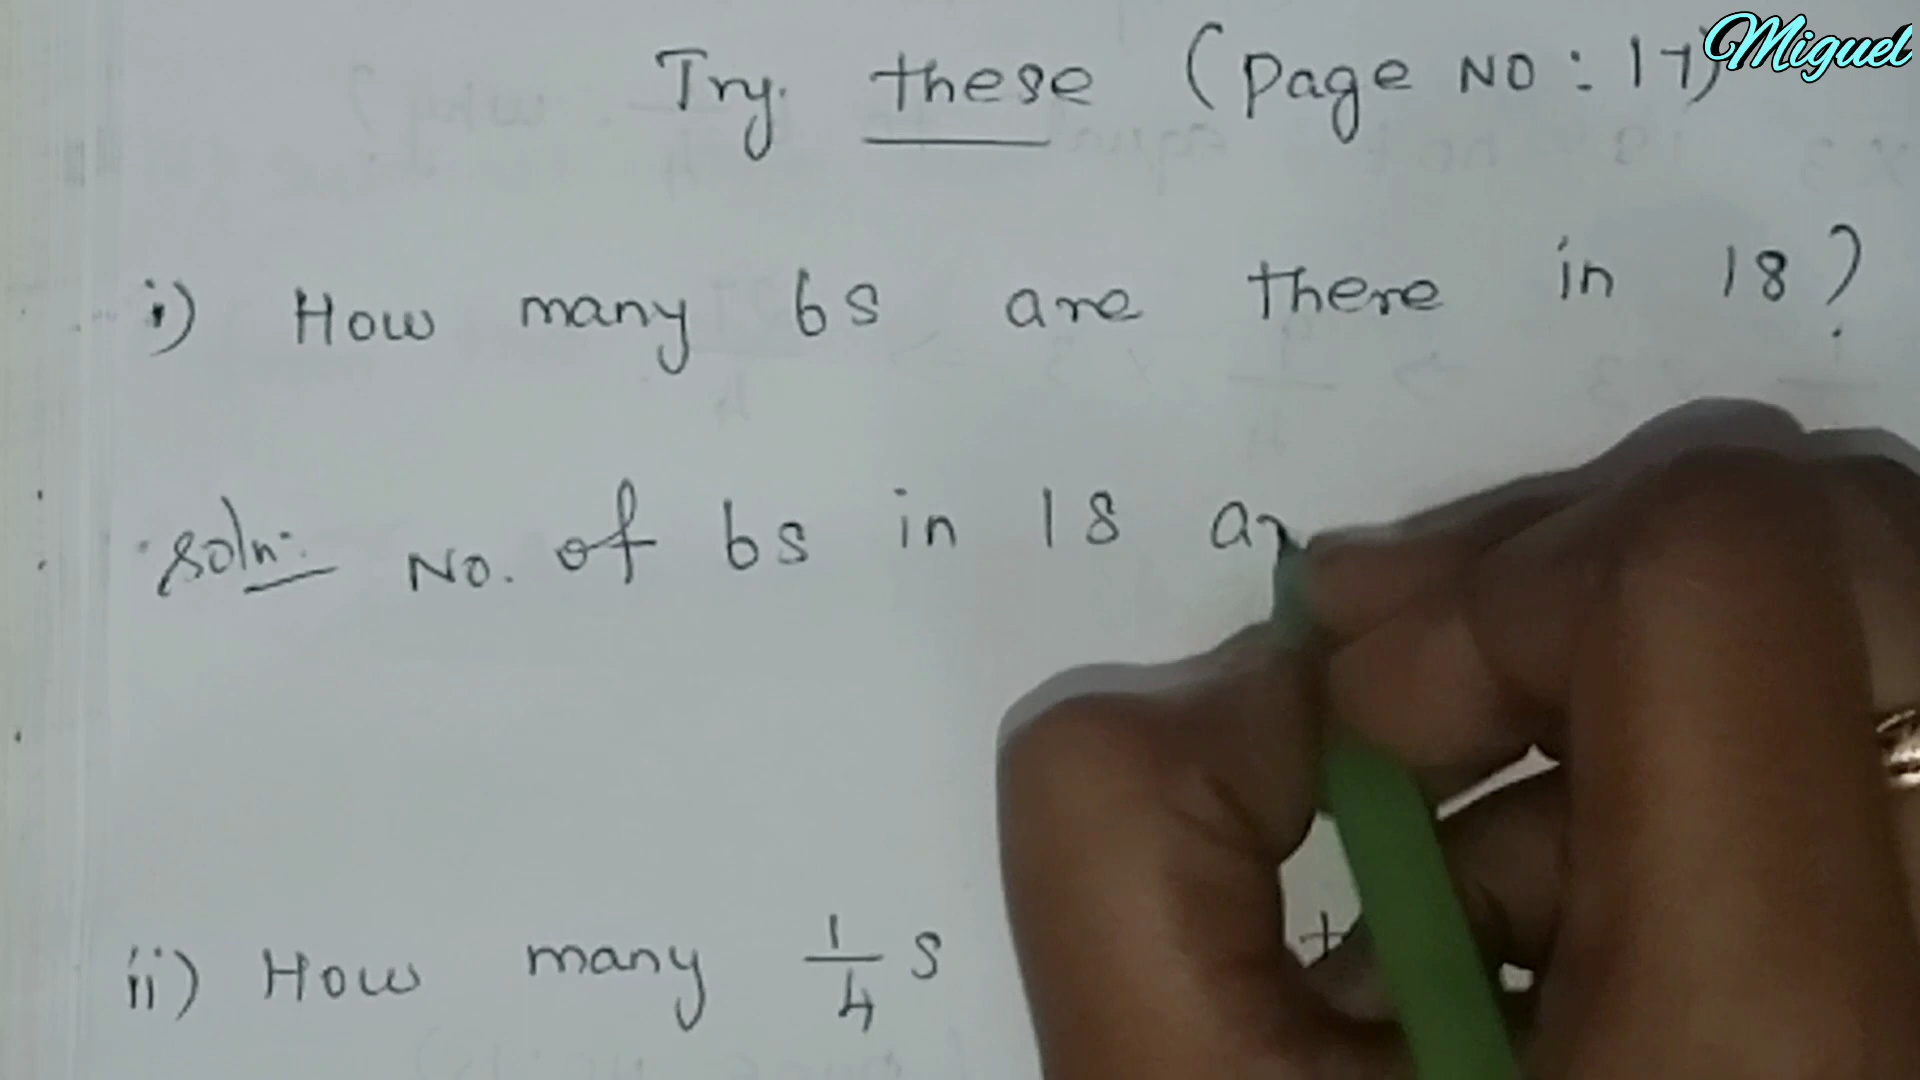 Try these (Page NO: 17)
Miguel
i) How many 6s are there in 18?
Soln: No. of 6s in 18
ii) How many 1/4 s